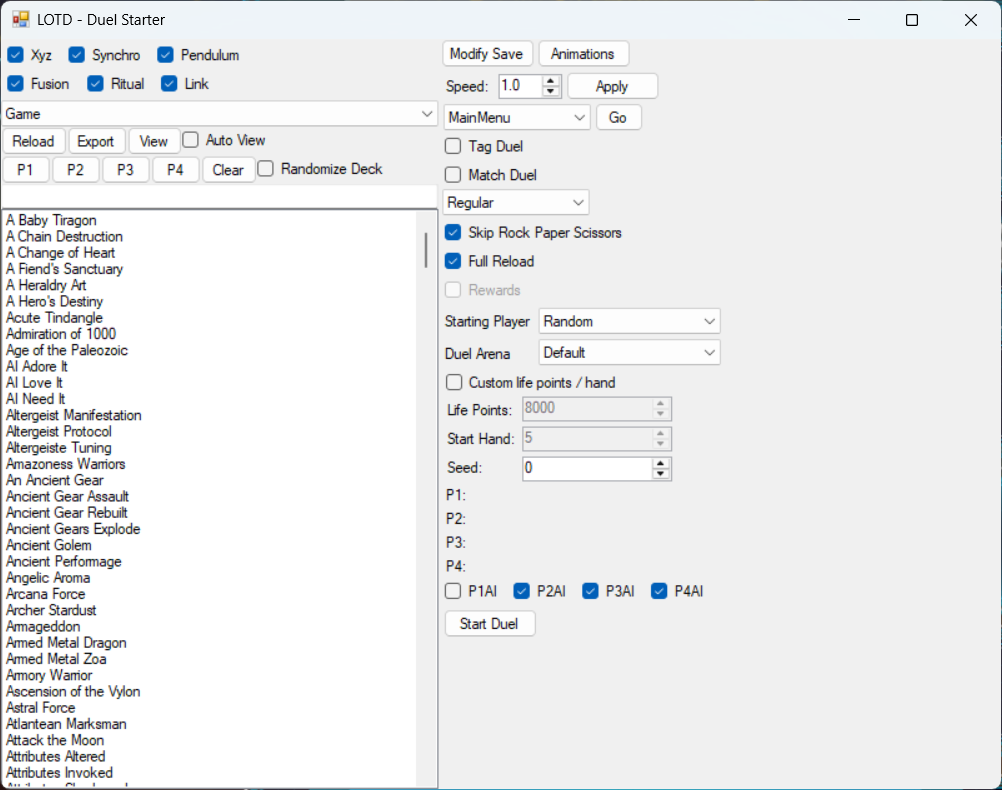 LOTD - Duel Starter
Xyz Synchro Pendulum
Fusion Ritual Link
Game
Reload Export View Auto View
P1 P2 P3 P4 Clear Randomize Deck
A Baby Tiragon
A Chain Destruction
A Change of Heart
A Fiend's Sanctuary
A Heraldry Art
A Hero's Destiny
Acute Tindangle
Admiration of 1000
Age of the Paleozoic
AI Adore It
AI Love It
AI Need It
Altergeist Manifestation
Altergeist Protocol
Altergeiste Tuning
Amazoness Warriors
An Ancient Gear
Ancient Gear Assault
Ancient Gear Rebuilt
Ancient Gears Explode
Ancient Golem
Ancient Performage
Angelic Aroma
Arcana Force
Archer Stardust
Armageddon
Armed Metal Dragon
Armed Metal Zoa
Armory Warrior
Ascension of the Vylon
Astral Force
Atlantean Marksman
Attack the Moon
Attributes Altered
Attributes Invoked
Modify Save Animations
Speed: 1.0 Apply
MainMenu Go
Tag Duel
Match Duel
Regular
Skip Rock Paper Scissors
Full Reload
Rewards
Starting Player Random
Duel Arena Default
Custom life points / hand
Life Points: 8000
Start Hand: 5
Seed: 0
P1:
P2:
P3:
P4:
P1AI P2AI P3AI P4AI
Start Duel